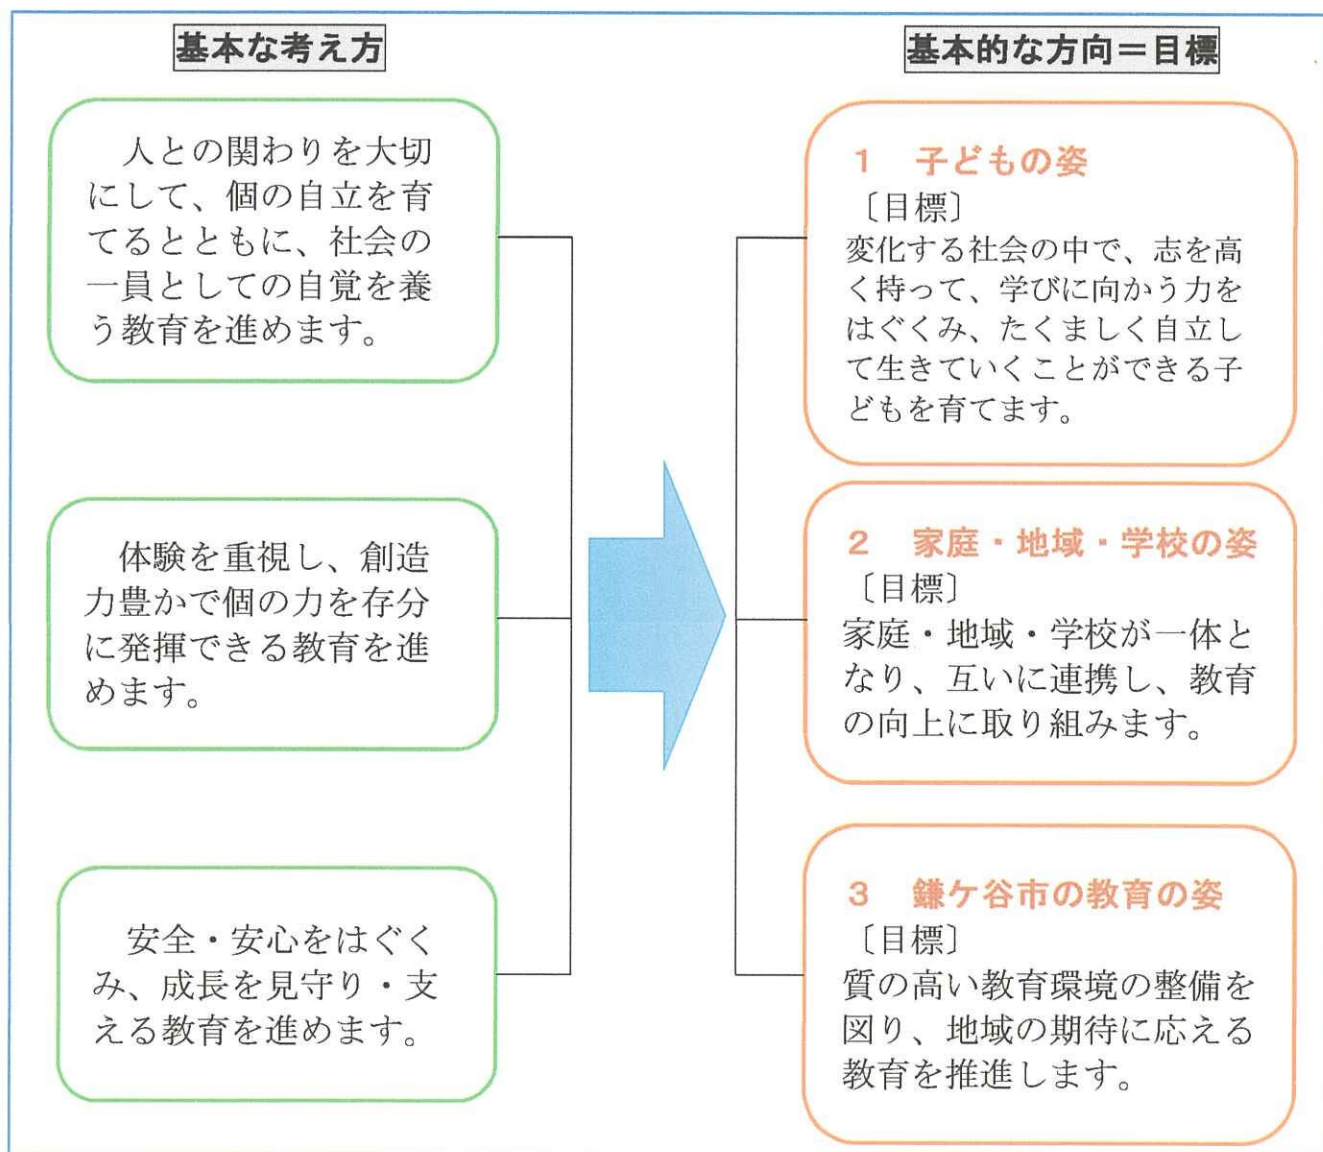 基本な考え方
人との関わりを大切
にして、個の自立を育
てるとともに、社会の
一員としての自覚を養
う教育を進めます。
体験を重視し、創造
力豊かで個の力を存分
に発揮できる教育を進
めます。
安全・安心をはぐく
み、成長を見守り・支
える教育を進めます。
基本的な方向＝目標
１　子どもの姿
〔目標〕
変化する社会の中で、志を高
く持って、学びに向かう力を
はぐくみ、たくましく自立し
て生きていくことができる子
どもを育てます。
２　家庭・地域・学校の姿
〔目標〕
家庭・地域・学校が一体と
なり、互いに連携し、教育
の向上に取り組みます。
３　鎌ケ谷市の教育の姿
〔目標〕
質の高い教育環境の整備を
図り、地域の期待に応える
教育を推進します。